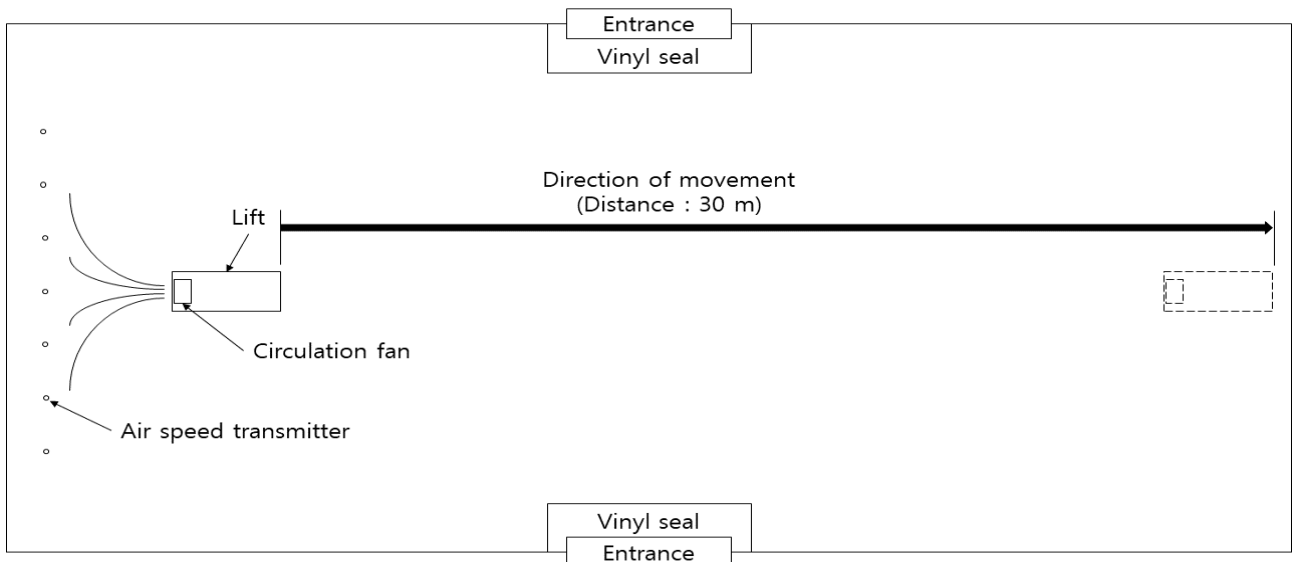 Entrance
Vinyl seal
Direction of movement
(Distance : 30 m)
Lift
Circulation fan
Air speed transmitter
Vinyl seal
Entrance